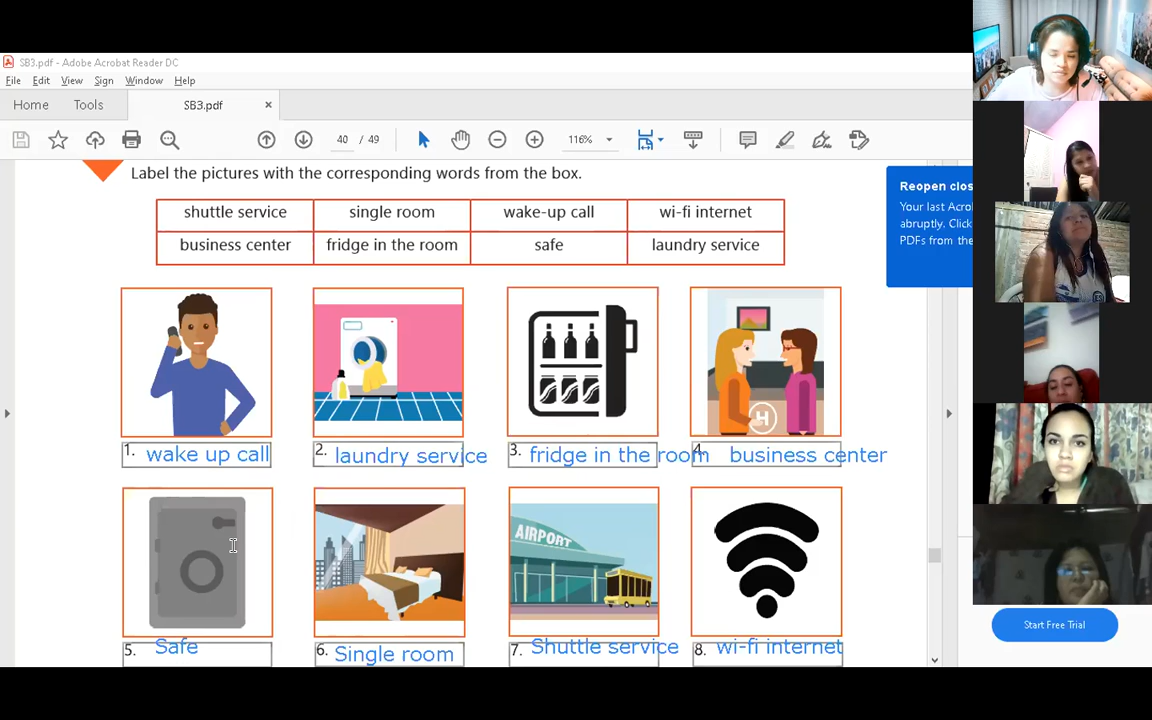 SB3.pdf - Adobe Acrobat Reader DC
File Edit View Sign Window Help
Home Tools SB3.pdf ×
40 / 49 116%
Label the pictures with the corresponding words from the box.
shuttle service single room wake-up call wi-fi internet
business center fridge in the room safe laundry service
Reopen clos
Your last Acro
abruptly. Click
PDFs from the
1. wake up call 2. laundry service 3. fridge in the room 4. business center
AIRPORT
H
5. Safe 6. Single room 7. Shuttle service 8. wi-fi internet
Start Free Trial